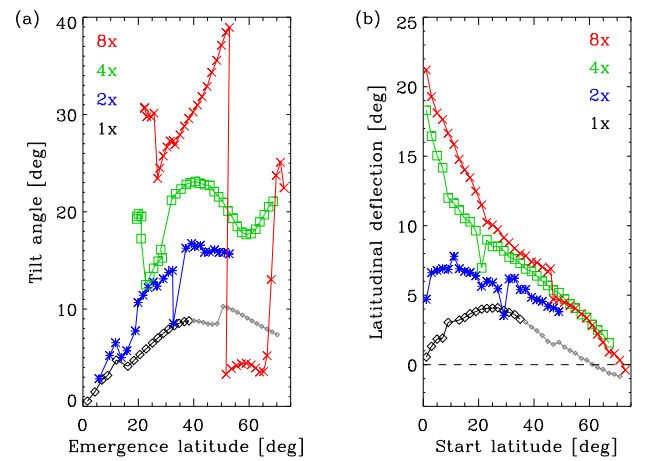 (a)
40
30
20
10
0
0 20 40 60
Tilt angle [deg]
Emergence latitude [deg]
8x
4x
2x
1x
(b)
25
20
15
10
5
0
0 20 40 60
Latitudinal deflection [deg]
Start latitude [deg]
8x
4x
2x
1x